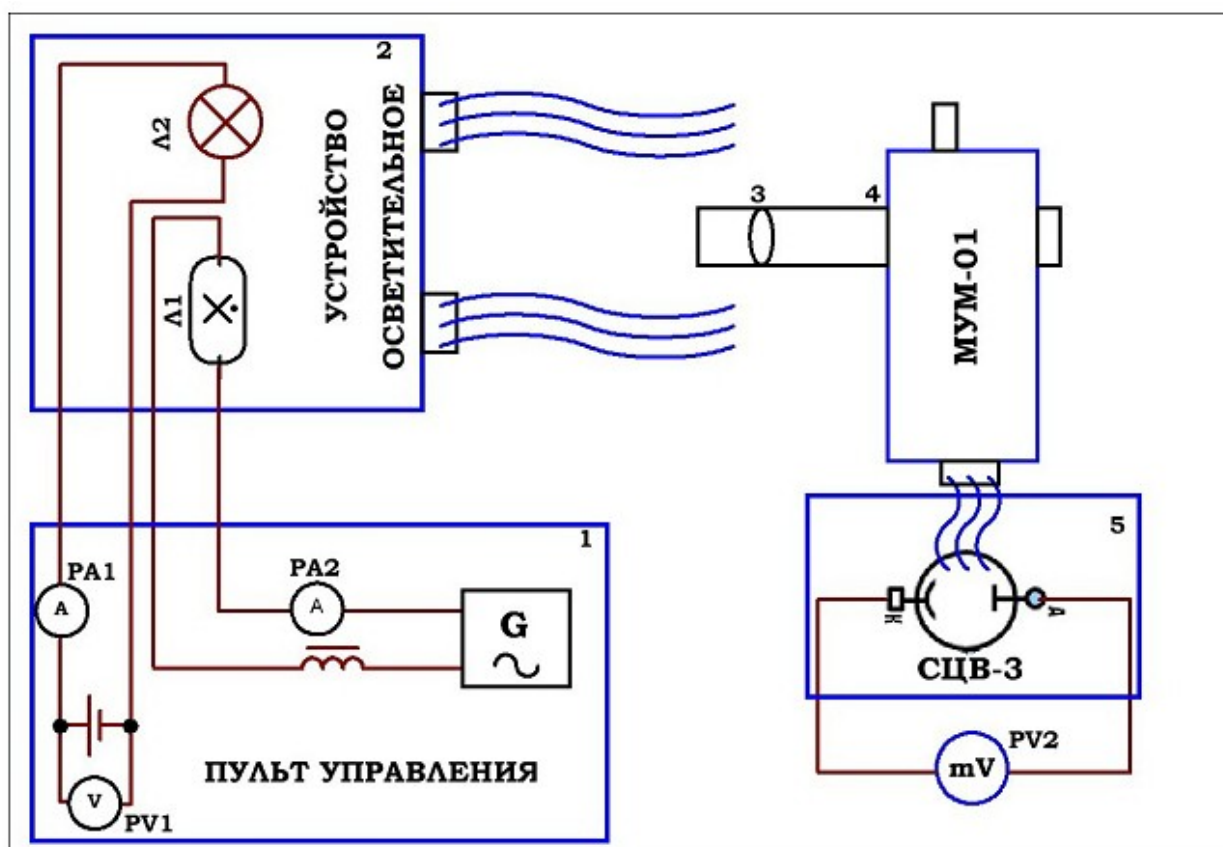 2
Л2
Л1
УСТРОЙСТВО
ОСВЕТИТЕЛЬНОЕ
3
4
МУМ-01
1
PA1
A
PA2
A
G
V
PV1
ПУЛЬТ УПРАВЛЕНИЯ
5
К
А
СЦВ-3
mV
PV2